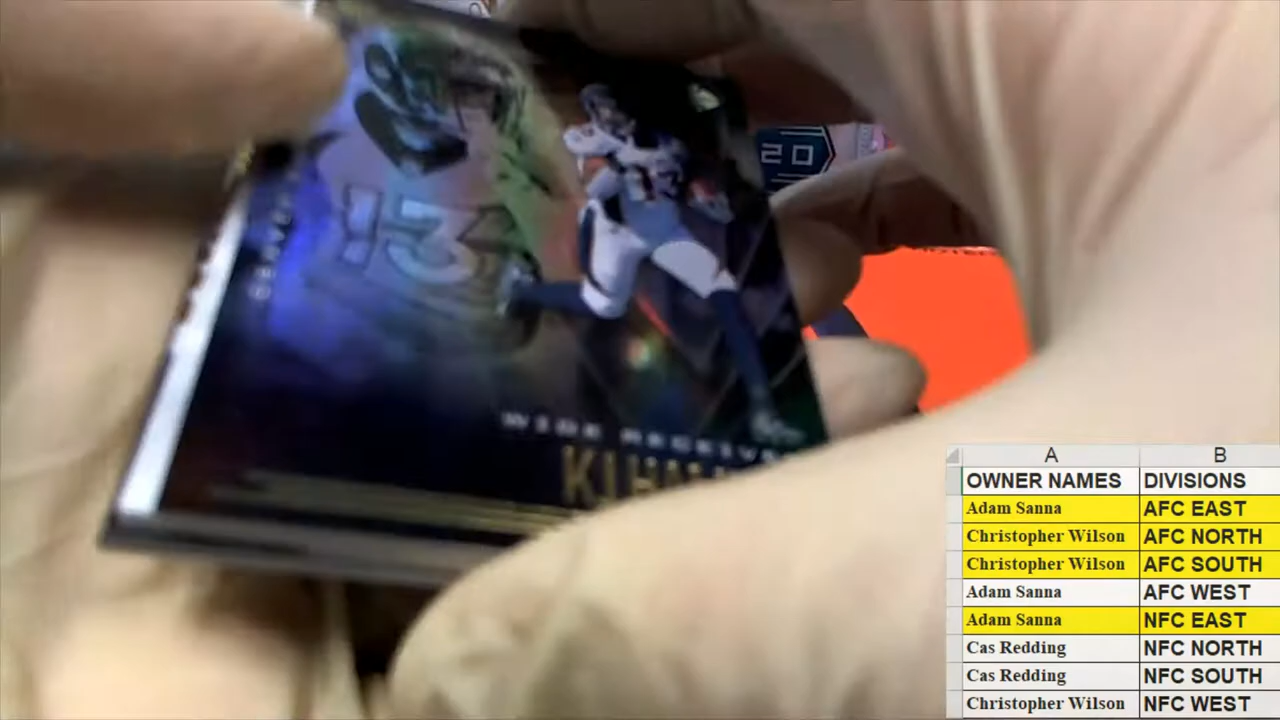 20
13
WIDE RECEIVER
OWNER NAMES DIVISIONS
A B
Adam Sanna AFC EAST
Christopher Wilson AFC NORTH
Christopher Wilson AFC SOUTH
Adam Sanna AFC WEST
Adam Sanna NFC EAST
Cas Redding NFC NORTH
Cas Redding NFC SOUTH
Christopher Wilson NFC WEST